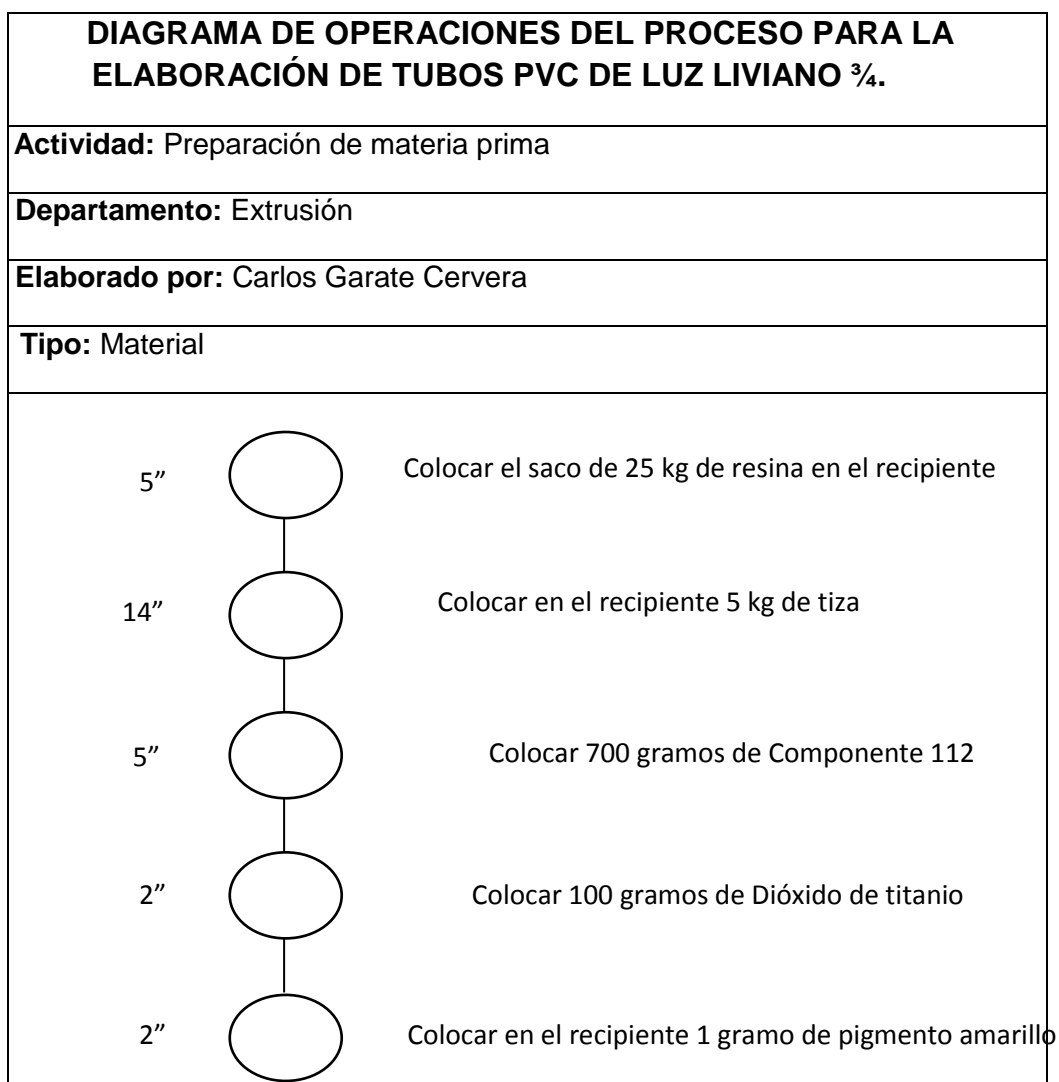 DIAGRAMA DE OPERACIONES DEL PROCESO PARA LA
ELABORACIÓN DE TUBOS PVC DE LUZ LIVIANO ¾.
Actividad: Preparación de materia prima
Departamento: Extrusión
Elaborado por: Carlos Garate Cervera
Tipo: Material
5” Colocar el saco de 25 kg de resina en el recipiente
14” Colocar en el recipiente 5 kg de tiza
5” Colocar 700 gramos de Componente 112
2” Colocar 100 gramos de Dióxido de titanio
2” Colocar en el recipiente 1 gramo de pigmento amarillo